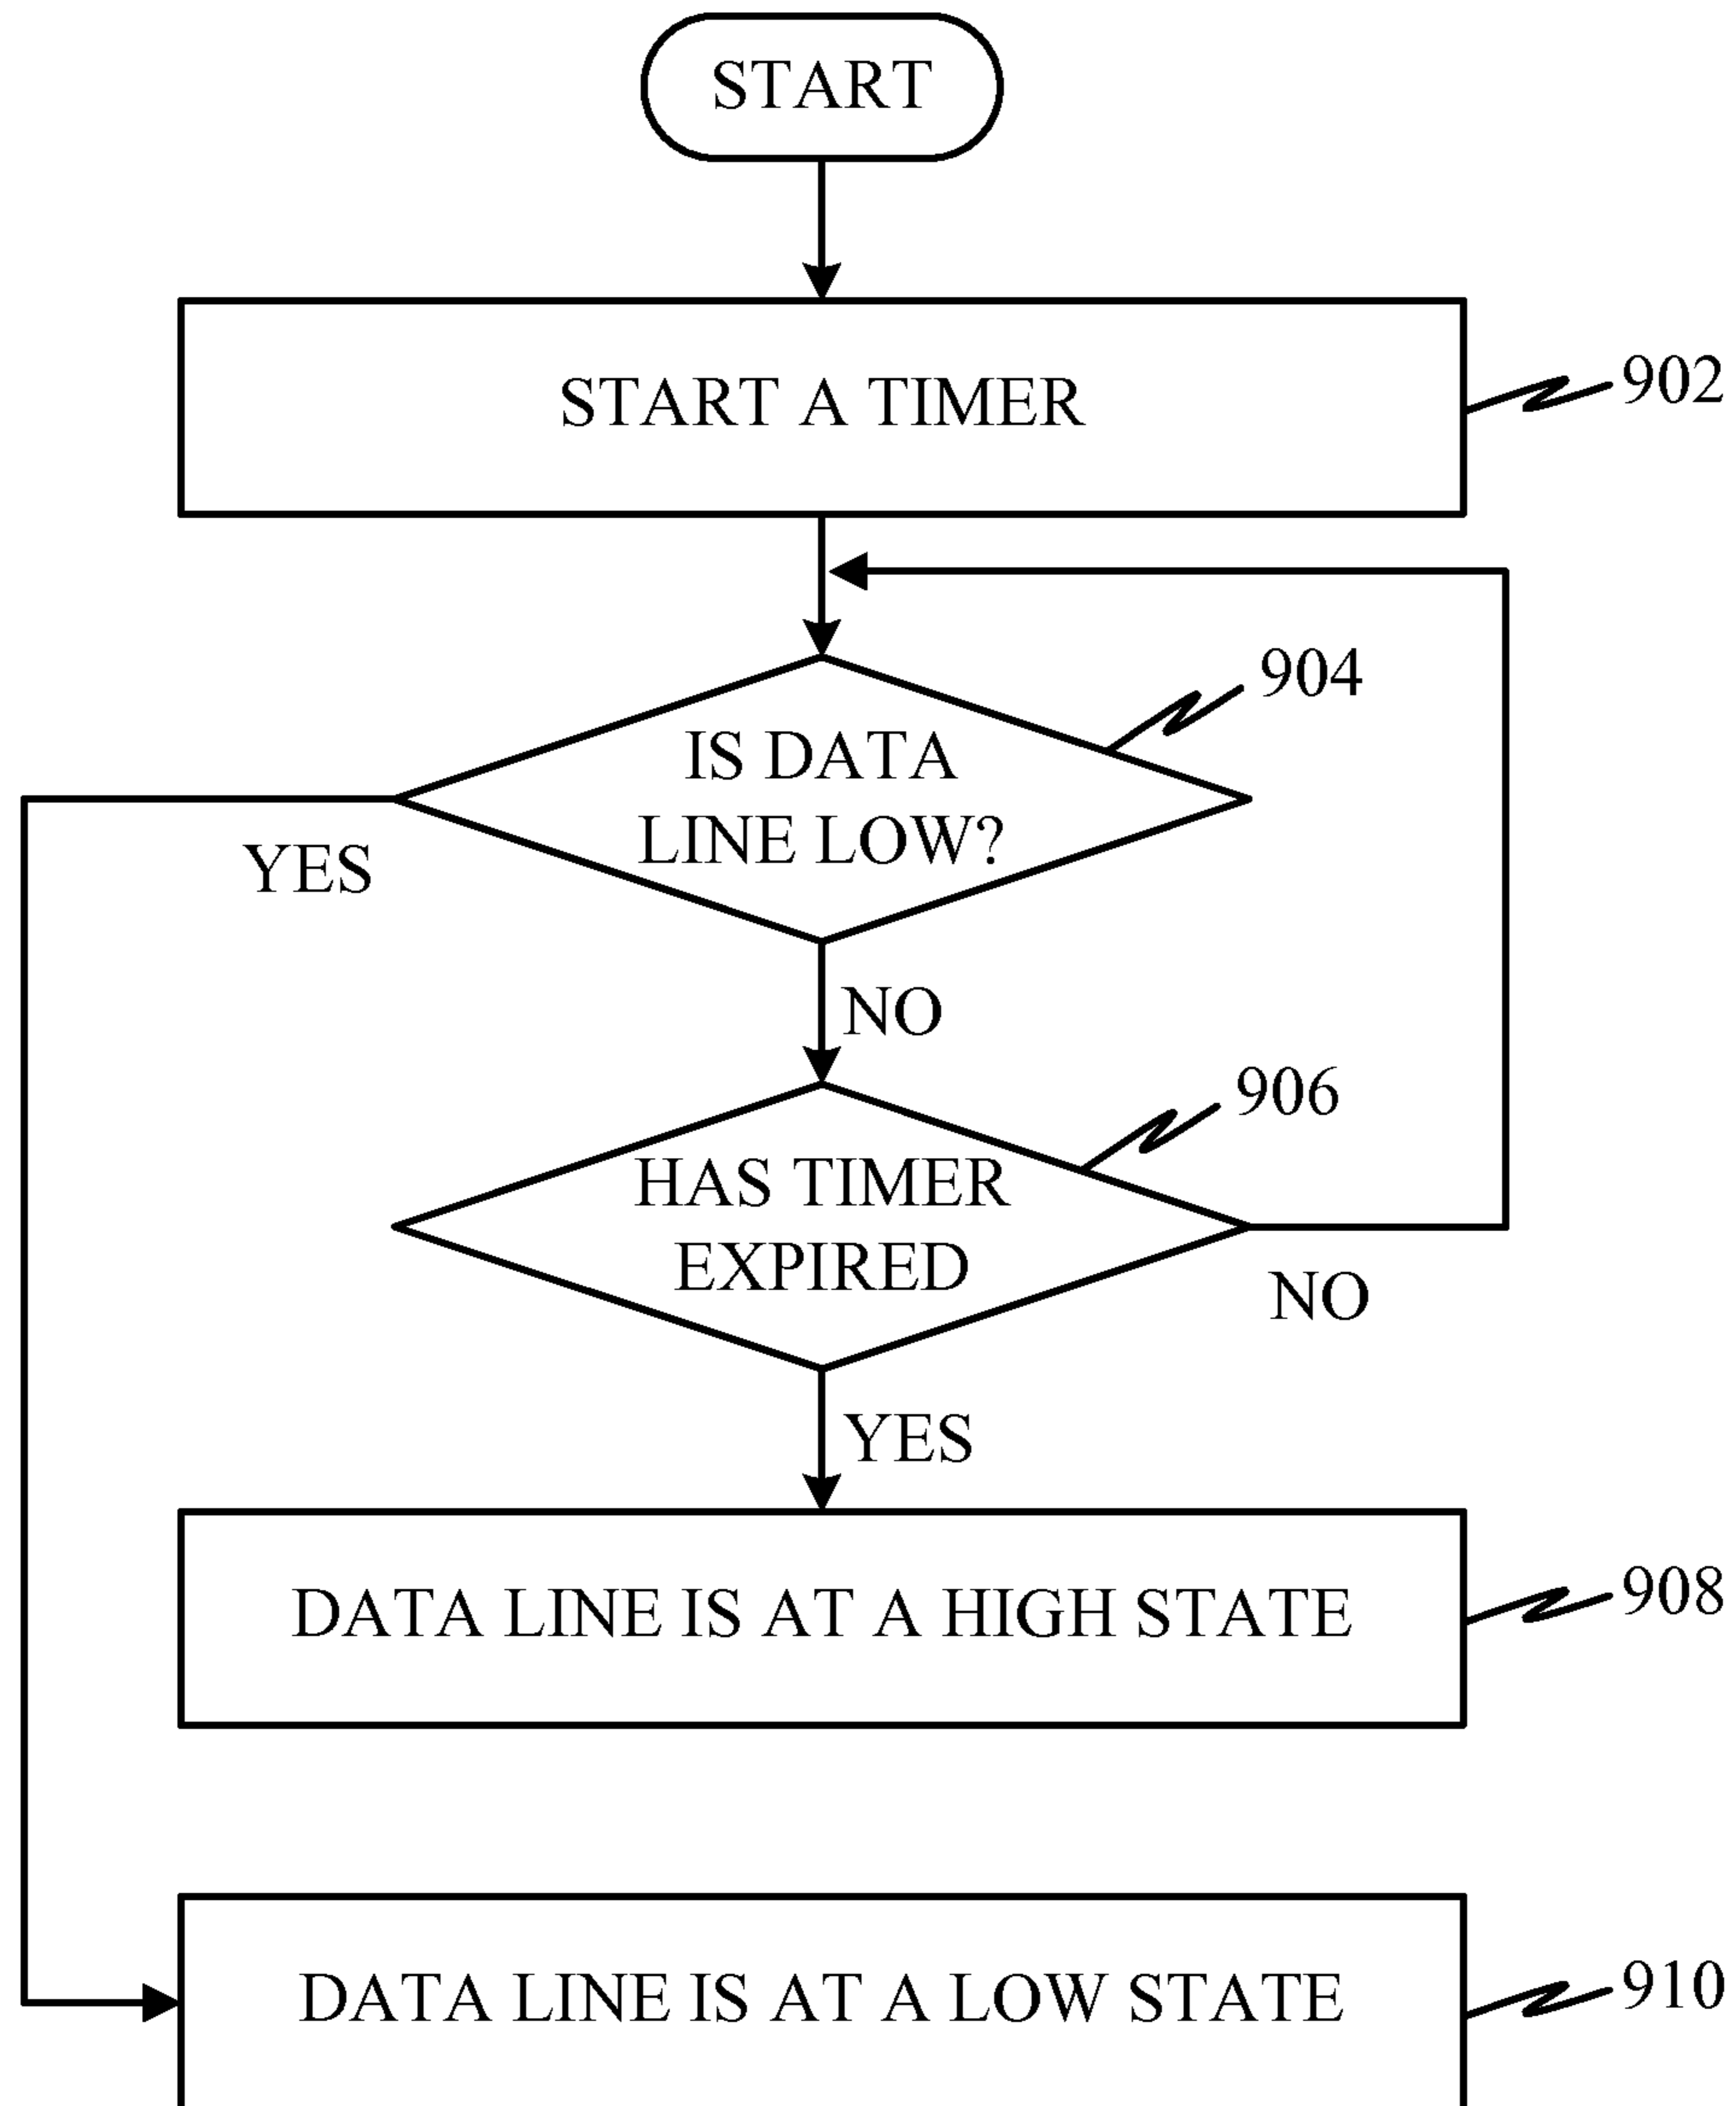 START
START A TIMER
902
904
IS DATA
LINE LOW?
YES
NO
906
HAS TIMER
EXPIRED
NO
YES
DATA LINE IS AT A HIGH STATE
908
DATA LINE IS AT A LOW STATE
910